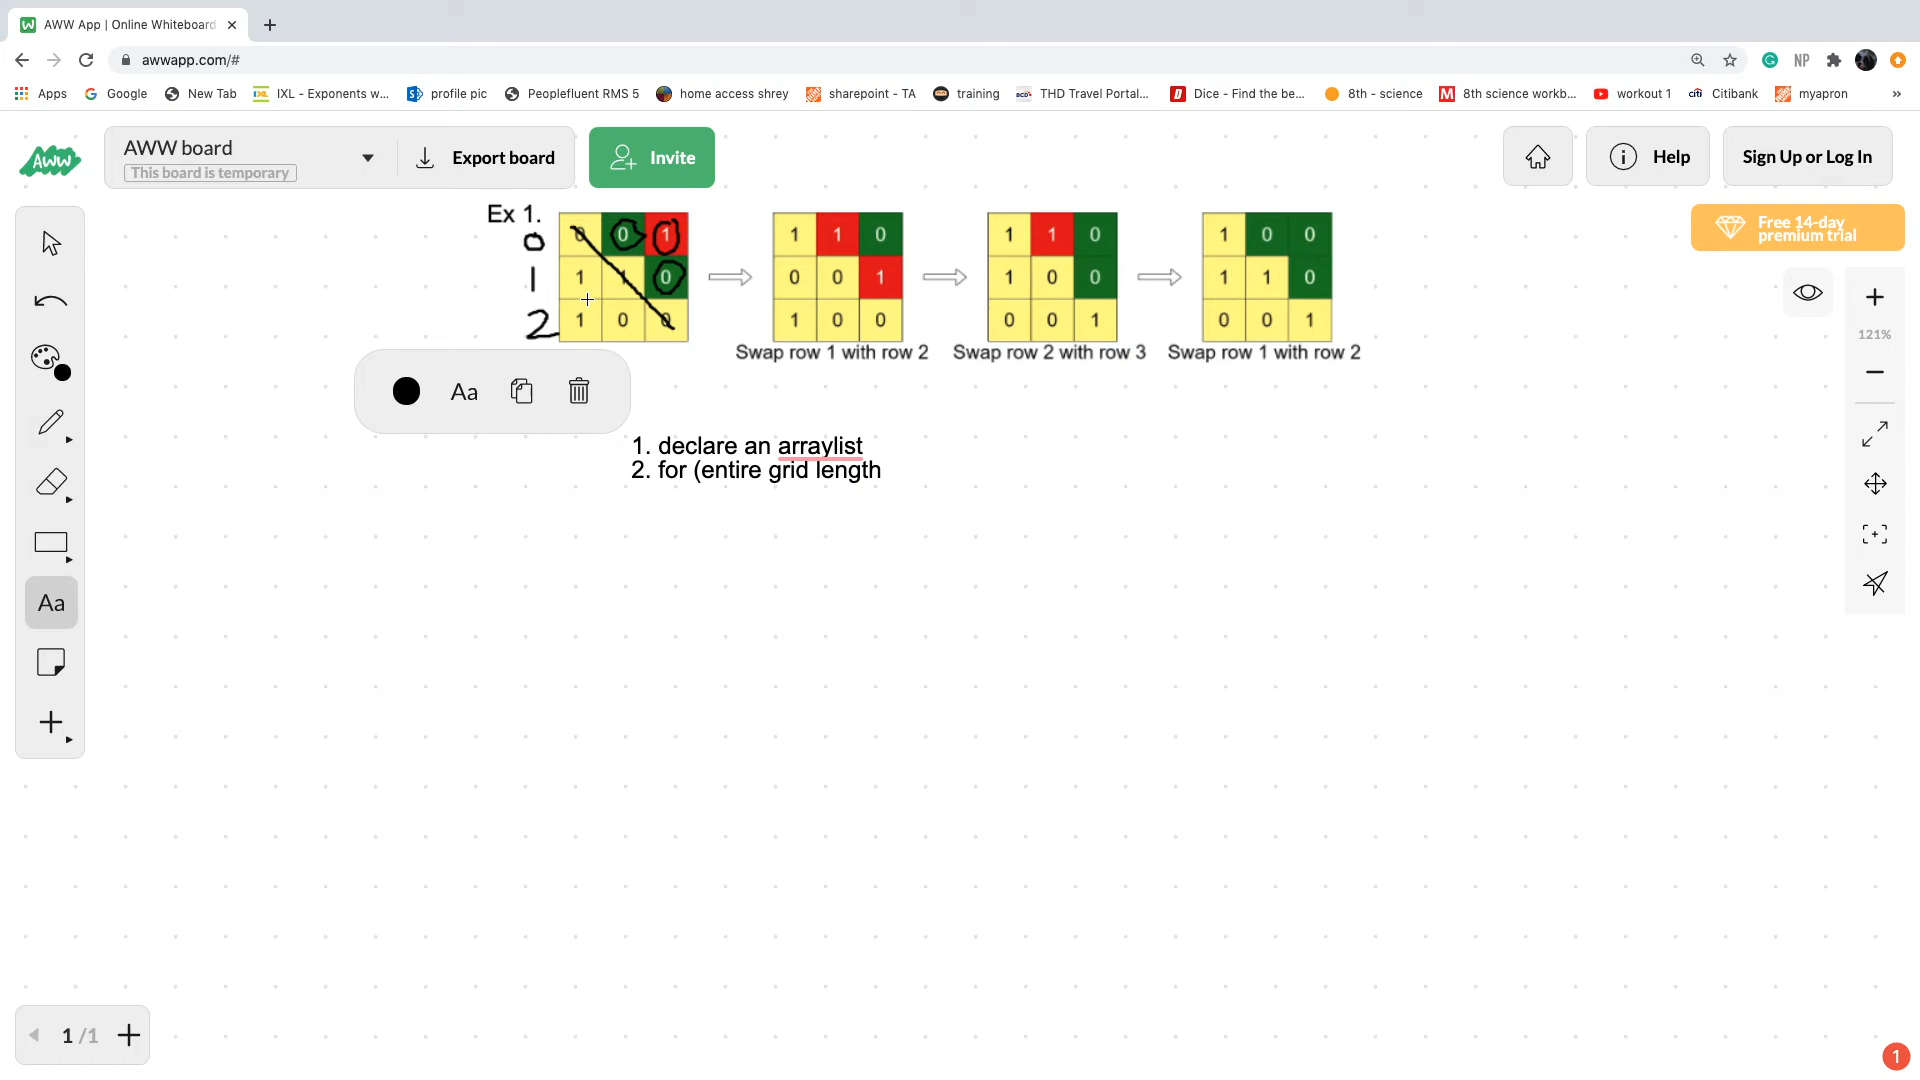 AWW App | Online Whiteboard
awwapp.com/#
NP
Apps
Google
New Tab
IXL - Exponents w...
profile pic
Peoplefluent RMS 5
home access shrey
sharepoint - TA
training
THD Travel Portal...
Dice - Find the be...
8th - science
8th science workb...
workout 1
Citibank
myapron
»
AWW
AWW board
This board is temporary
Export board
Invite
Help
Sign Up or Log In
Free 14-day
premium trial
121%
Ex 1.
0
1
2
0 0 1
1 1 0
1 0 0
1 1 0
0 0 1
1 0 0
Swap row 1 with row 2
1 1 0
1 0 0
0 0 1
Swap row 2 with row 3
1 0 0
1 1 0
0 0 1
Swap row 1 with row 2
Aa
1. declare an arraylist
2. for (entire grid length
Aa
1 /1
1